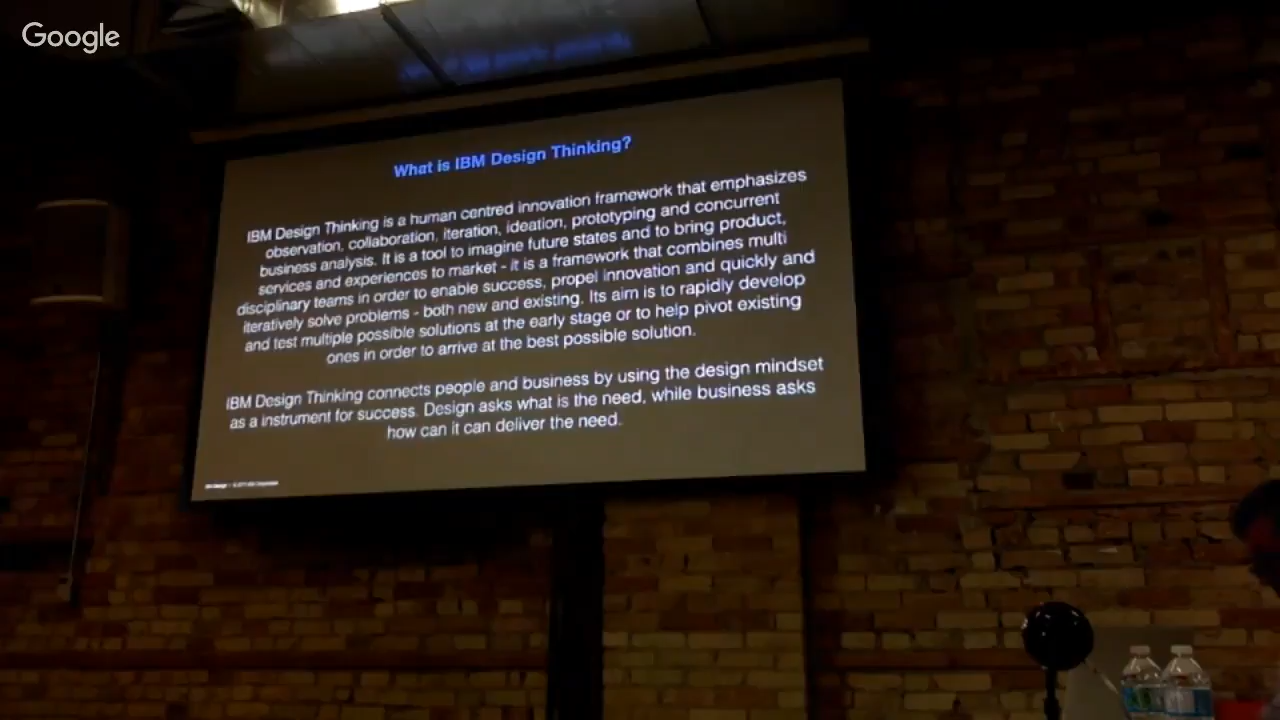 Google
What is IBM Design Thinking?
IBM Design Thinking is a human centred innovation framework that emphasizes
observation, collaboration, iteration, ideation, prototyping and concurrent
business analysis. It is a tool to imagine future states and to bring product,
services and experiences to market - it is a framework that combines multi
disciplinary teams in order to enable success, propel innovation and quickly and
iteratively solve problems - both new and existing. Its aim is to rapidly develop
and test multiple possible solutions at the early stage or to help pivot existing
ones in order to arrive at the best possible solution.
IBM Design Thinking connects people and business by using the design mindset
as a instrument for success. Design asks what is the need, while business asks
how can it can deliver the need.